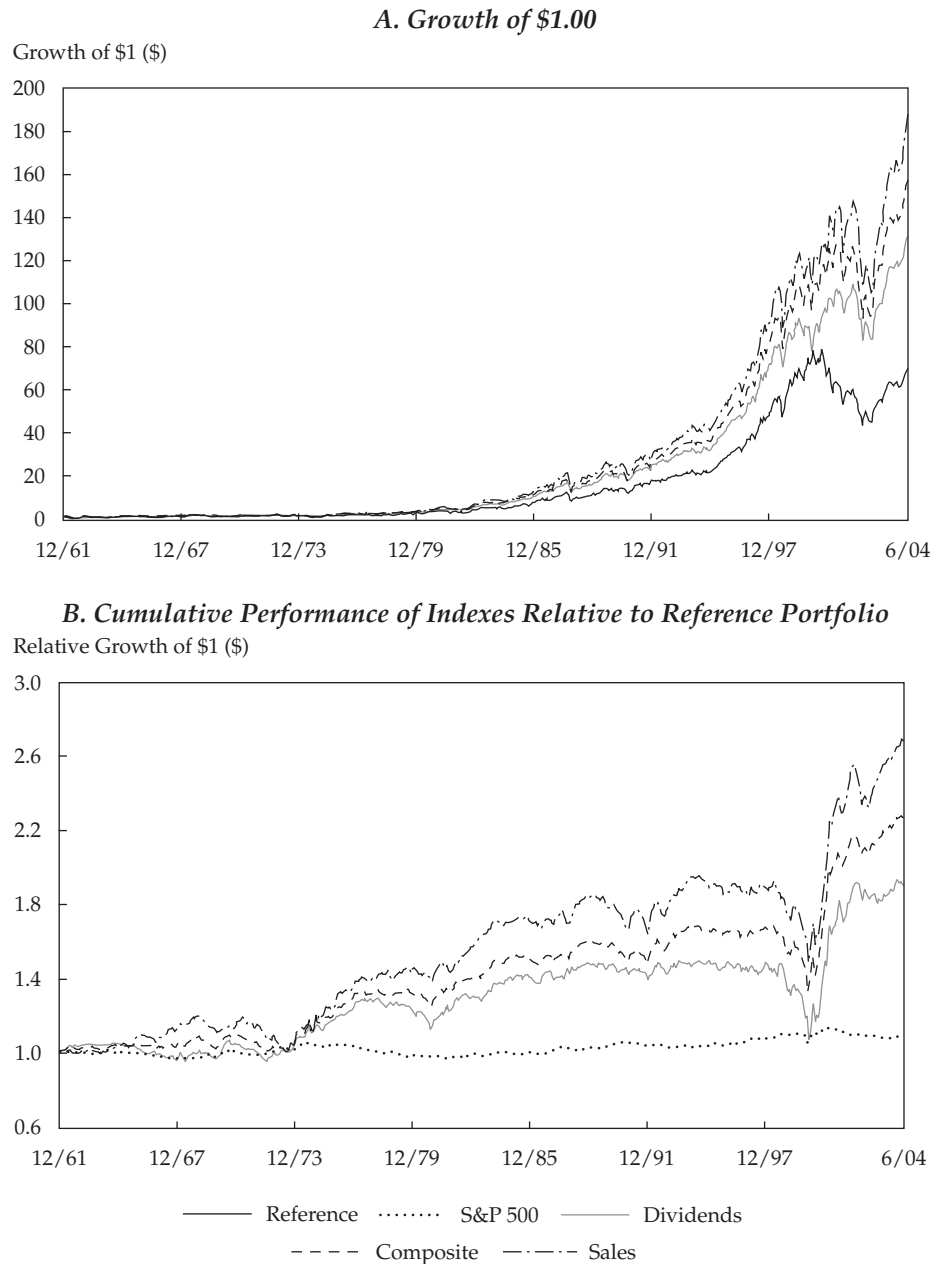 A. Growth of $1.00
Growth of $1 ($)
200
180
160
140
120
100
80
60
40
20
0
12/61 12/67 12/73 12/79 12/85 12/91 12/97 6/04
B. Cumulative Performance of Indexes Relative to Reference Portfolio
Relative Growth of $1 ($)
3.0
2.6
2.2
1.8
1.4
1.0
0.6
12/61 12/67 12/73 12/79 12/85 12/91 12/97 6/04
Reference S&P 500 Dividends
Composite Sales